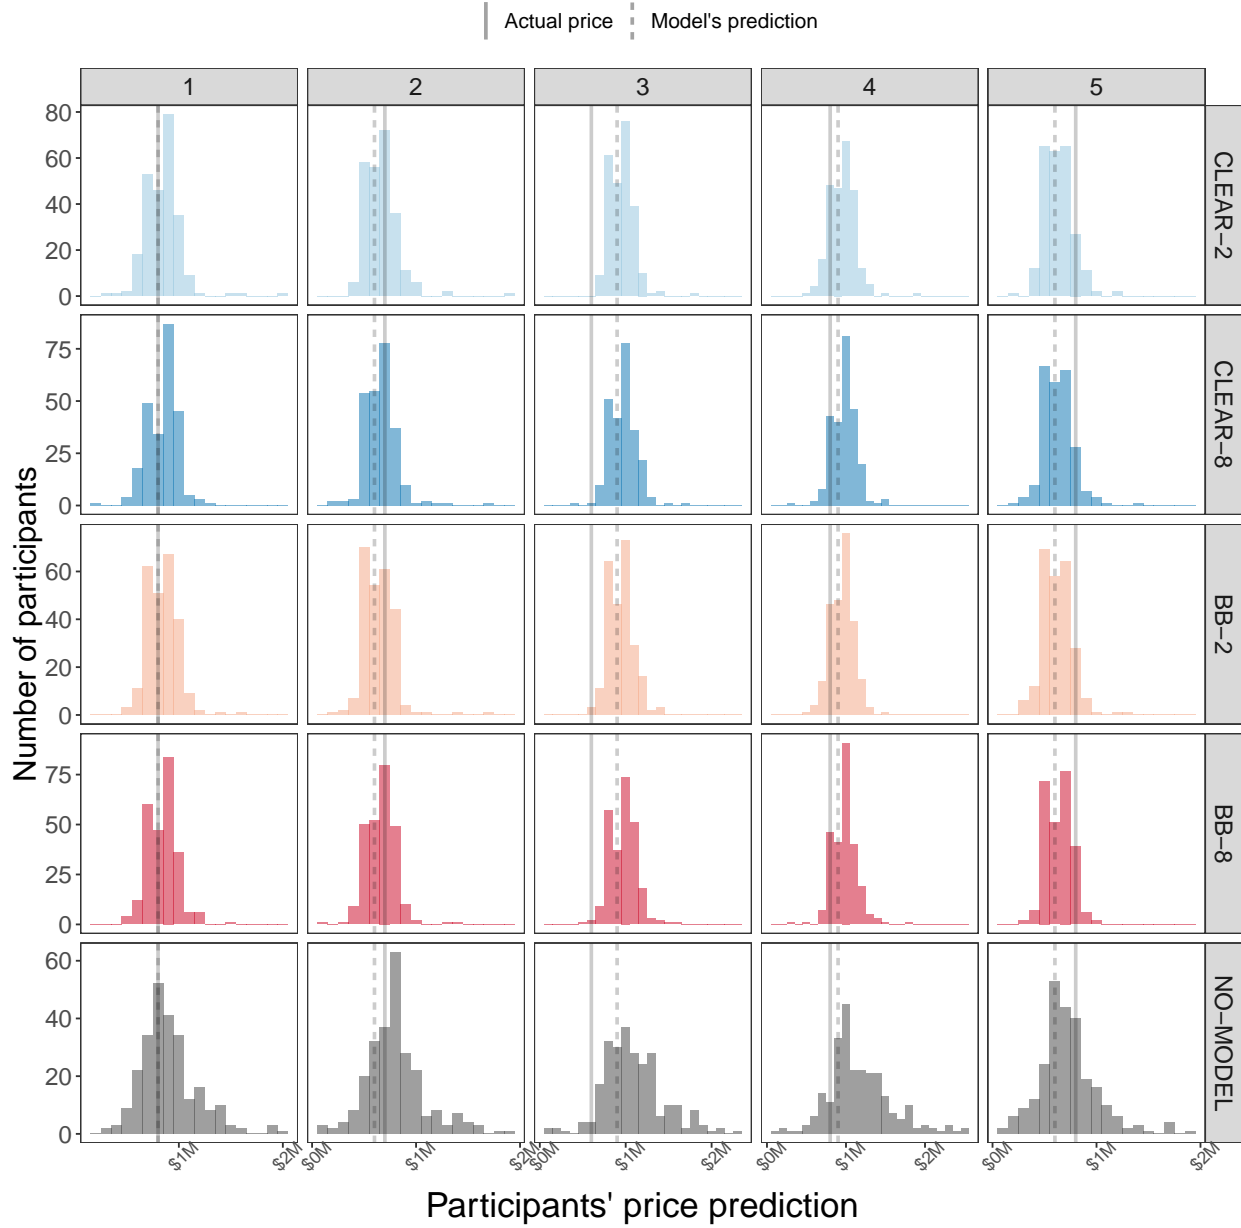 Actual price Model's prediction
1 2 3 4 5
80
60
40
20
0
CLEAR−2
75
50
25
0
CLEAR−8
60
40
20
0
BB−2
75
50
25
0
BB−8
60
40
20
0
NO−MODEL
Number of participants
$1M $2M $0M $1M $2M $0M $1M $2M $0M $1M $2M $0M $1M $2M
Participants' price prediction